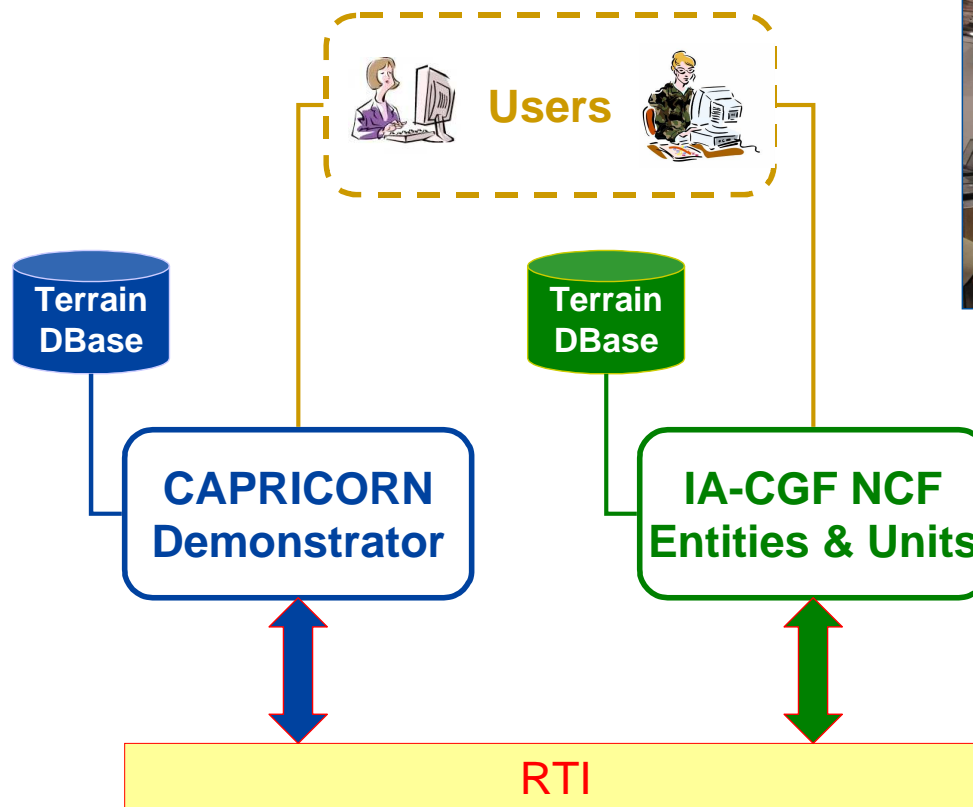 Users
Terrain
DBase
Terrain
DBase
CAPRICORN
Demonstrator
IA-CGF NCF
Entities & Units
RTI